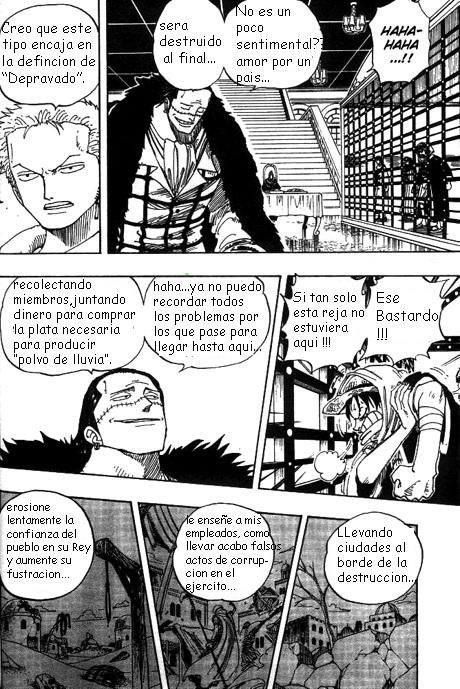 HAHA-
HAHA
...!!
No es un
poco
sentimental?
amor por un
pais...
sera
destruido
al final...
Creo que este
tipo encaja en
la defincion de
"Depravado".
Ese
Bastardo
!!!
Si tan solo
esta reja no
estuviera
aqui !!!
haha...ya no puedo
recordar todos
los problemas por
los que pase para
llegar hasta aqui...
recolectando
miembros,juntando
dinero para comprar
la plata necesaria
para producir
"polvo de lluvia".
LLevando
ciudades al
borde de la
destruccion...
le enseñe a mis
empleados, como
llevar acabo falsos
actos de corrup-
cion en el
ejercito...
erosione
lentamente la
confianza del
pueblo en su Rey
y aumente su
fustracion...